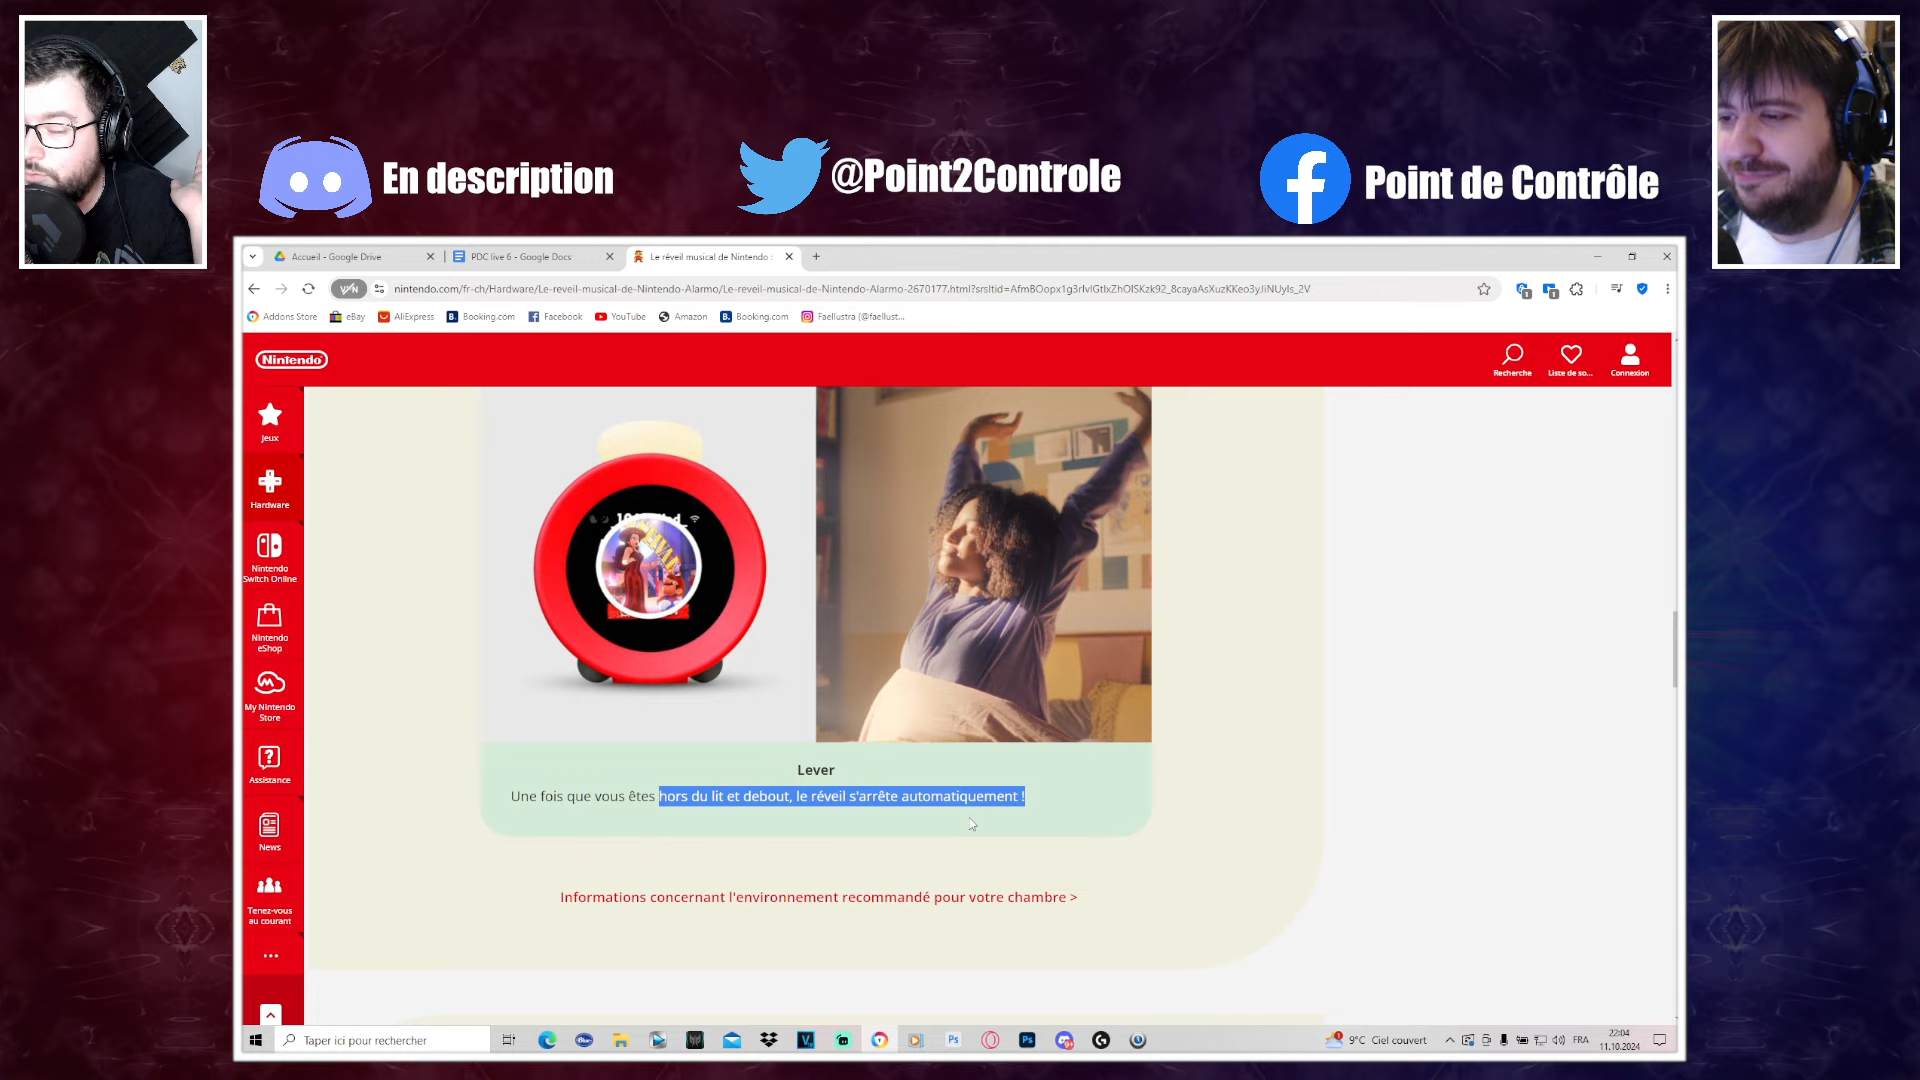 En description
@Point2Controle
Point de Contrôle
Accueil - Google Drive
PDC live 6 - Google Docs
Le réveil musical de Nintendo :
nintendo.com/fr-ch/Hardware/Le-reveil-musical-de-Nintendo-Alarmo/Le-reveil-musical-de-Nintendo-Alarmo-2670177.html?srsltid=
Addons Store
eBay
AliExpress
Booking.com
Facebook
YouTube
Amazon
Booking.com
Faellustra (@faellust...
Nintendo
Recherche
Liste de so...
Connexion
Jeux
Hardware
Nintendo
Switch Online
Nintendo
eShop
My Nintendo
Store
Assistance
News
Tenez-vous
au courant
Lever
Une fois que vous êtes hors du lit et debout, le réveil s'arrête automatiquement !
Informations concernant l'environnement recommandé pour votre chambre >
Taper ici pour rechercher
9°C Ciel couvert
FRA
22:04
11.10.2024